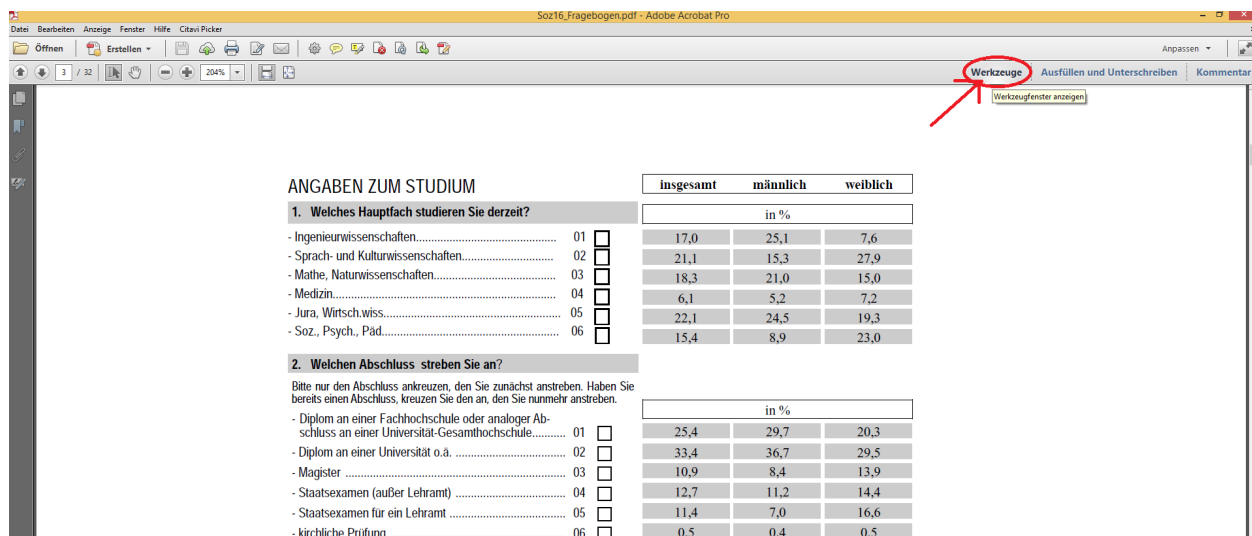 Soz16_Fragebogen.pdf - Adobe Acrobat Pro
Datei Bearbeiten Anzeige Fenster Hilfe Citavi Picker
Öffnen Erstellen Anpassen
3 / 32 204% Werkzeuge Ausfüllen und Unterschreiben Kommentar
Werkzeugfenster anzeigen
ANGABEN ZUM STUDIUM insgesamt männlich weiblich
1. Welches Hauptfach studieren Sie derzeit? in %
- Ingenieurwissenschaften.................................................. 01 17,0 25,1 7,6
- Sprach- und Kulturwissenschaften................................ 02 21,1 15,3 27,9
- Mathe, Naturwissenschaften.......................................... 03 18,3 21,0 15,0
- Medizin............................................................................ 04 6,1 5,2 7,2
- Jura, Wirtsch.wiss........................................................... 05 22,1 24,5 19,3
- Soz., Psych., Päd............................................................ 06 15,4 8,9 23,0
2. Welchen Abschluss streben Sie an?
Bitte nur den Abschluss ankreuzen, den Sie zunächst anstreben. Haben Sie
bereits einen Abschluss, kreuzen Sie den an, den Sie nunmehr anstreben.
in %
- Diplom an einer Fachhochschule oder analoger Ab-
schluss an einer Universität-Gesamthochschule........... 01 25,4 29,7 20,3
- Diplom an einer Universität o.ä. ..................................... 02 33,4 36,7 29,5
- Magister .......................................................................... 03 10,9 8,4 13,9
- Staatsexamen (außer Lehramt) ..................................... 04 12,7 11,2 14,4
- Staatsexamen für ein Lehramt ....................................... 05 11,4 7,0 16,6
- kirchliche Prüfung............................................................ 06 0,5 0,4 0,5